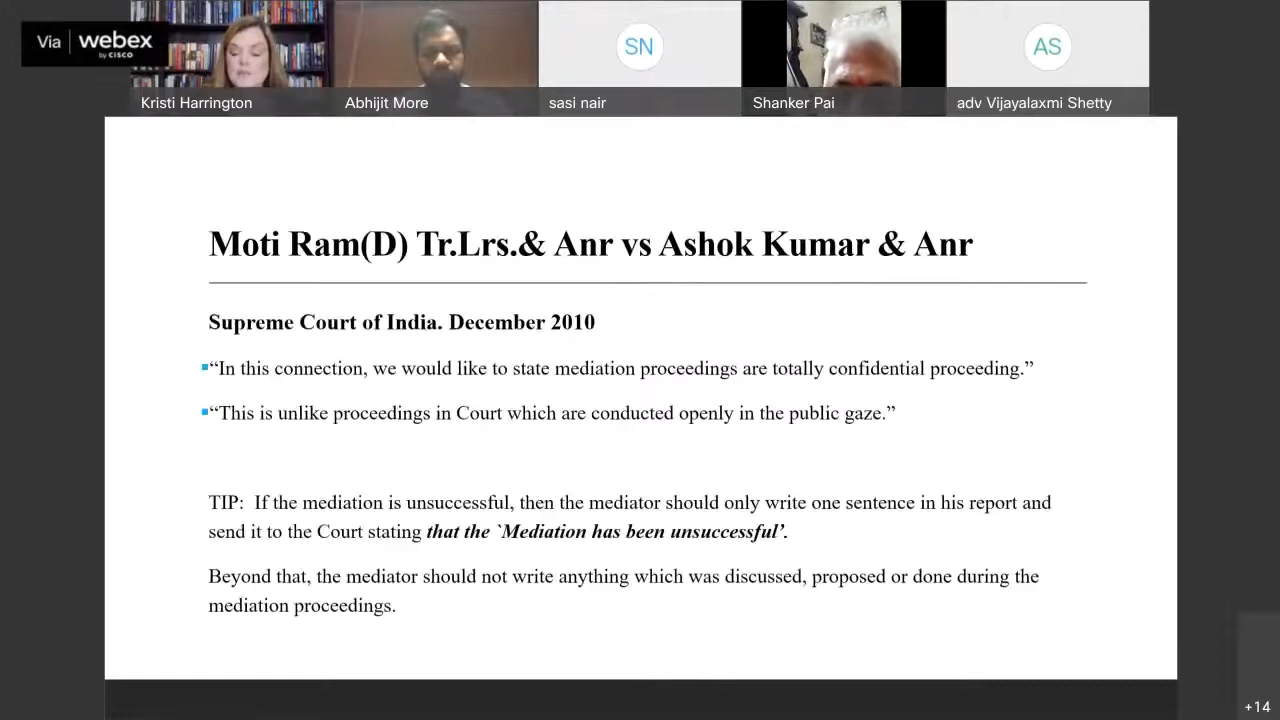 Via webex
by CISCO
SN
AS
Kristi Harrington
Abhijit More
sasi nair
Shanker Pai
adv Vijayalaxmi Shetty
Moti Ram(D) Tr.Lrs.& Anr vs Ashok Kumar & Anr
Supreme Court of India. December 2010
“In this connection, we would like to state mediation proceedings are totally confidential proceeding.”
“This is unlike proceedings in Court which are conducted openly in the public gaze.”
TIP: If the mediation is unsuccessful, then the mediator should only write one sentence in his report and
send it to the Court stating that the `Mediation has been unsuccessful’.
Beyond that, the mediator should not write anything which was discussed, proposed or done during the
mediation proceedings.
+14